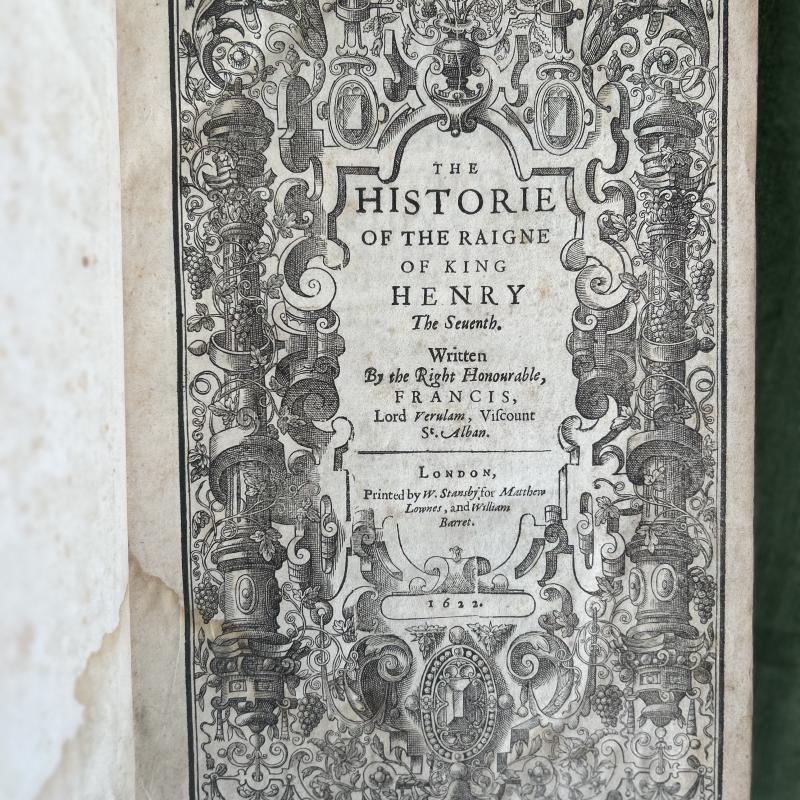 THE
HISTORIE
OF THE RAIGNE
OF KING
HENRY
The Seuenth.
Written
By the Right Honourable,
FRANCIS,
Lord Verulam, Viſcount
St. Alban.
LONDON,
Printed by W. Stansby for Matthew
Lownes, and William
Barret.
1622.